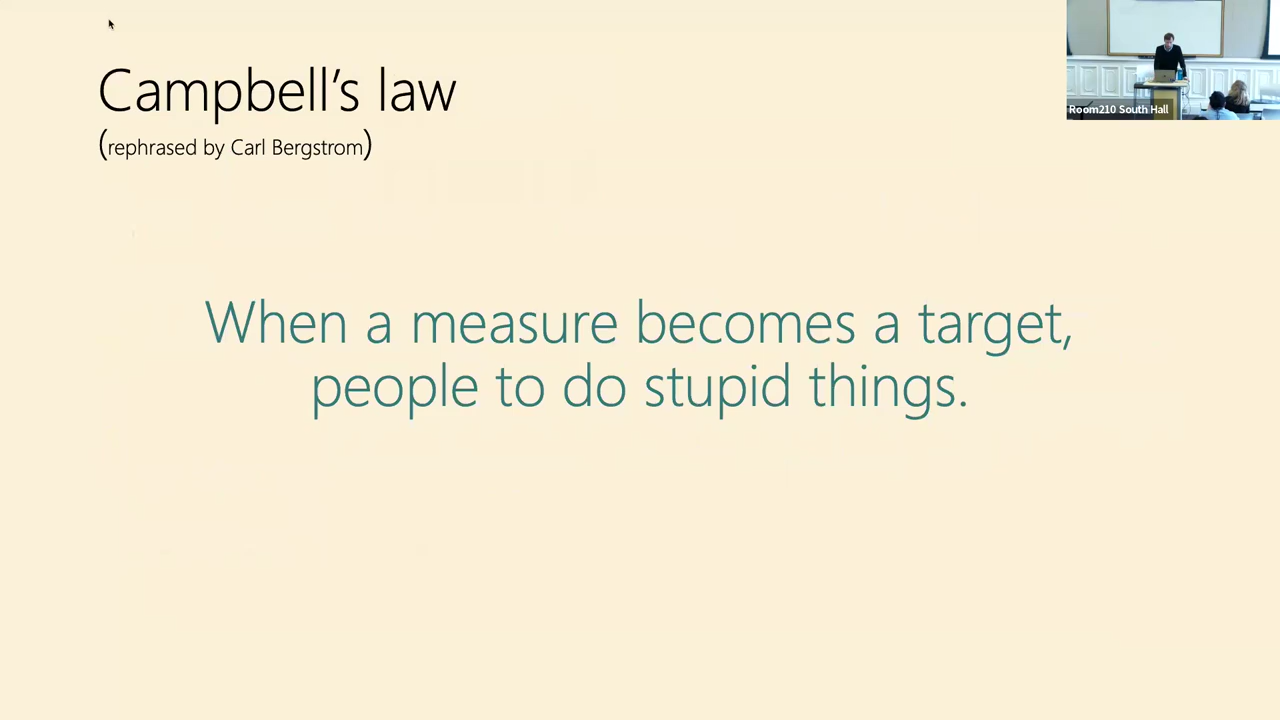 Campbell’s law
(rephrased by Carl Bergstrom)
Room210 South Hall
When a measure becomes a target,
people to do stupid things.